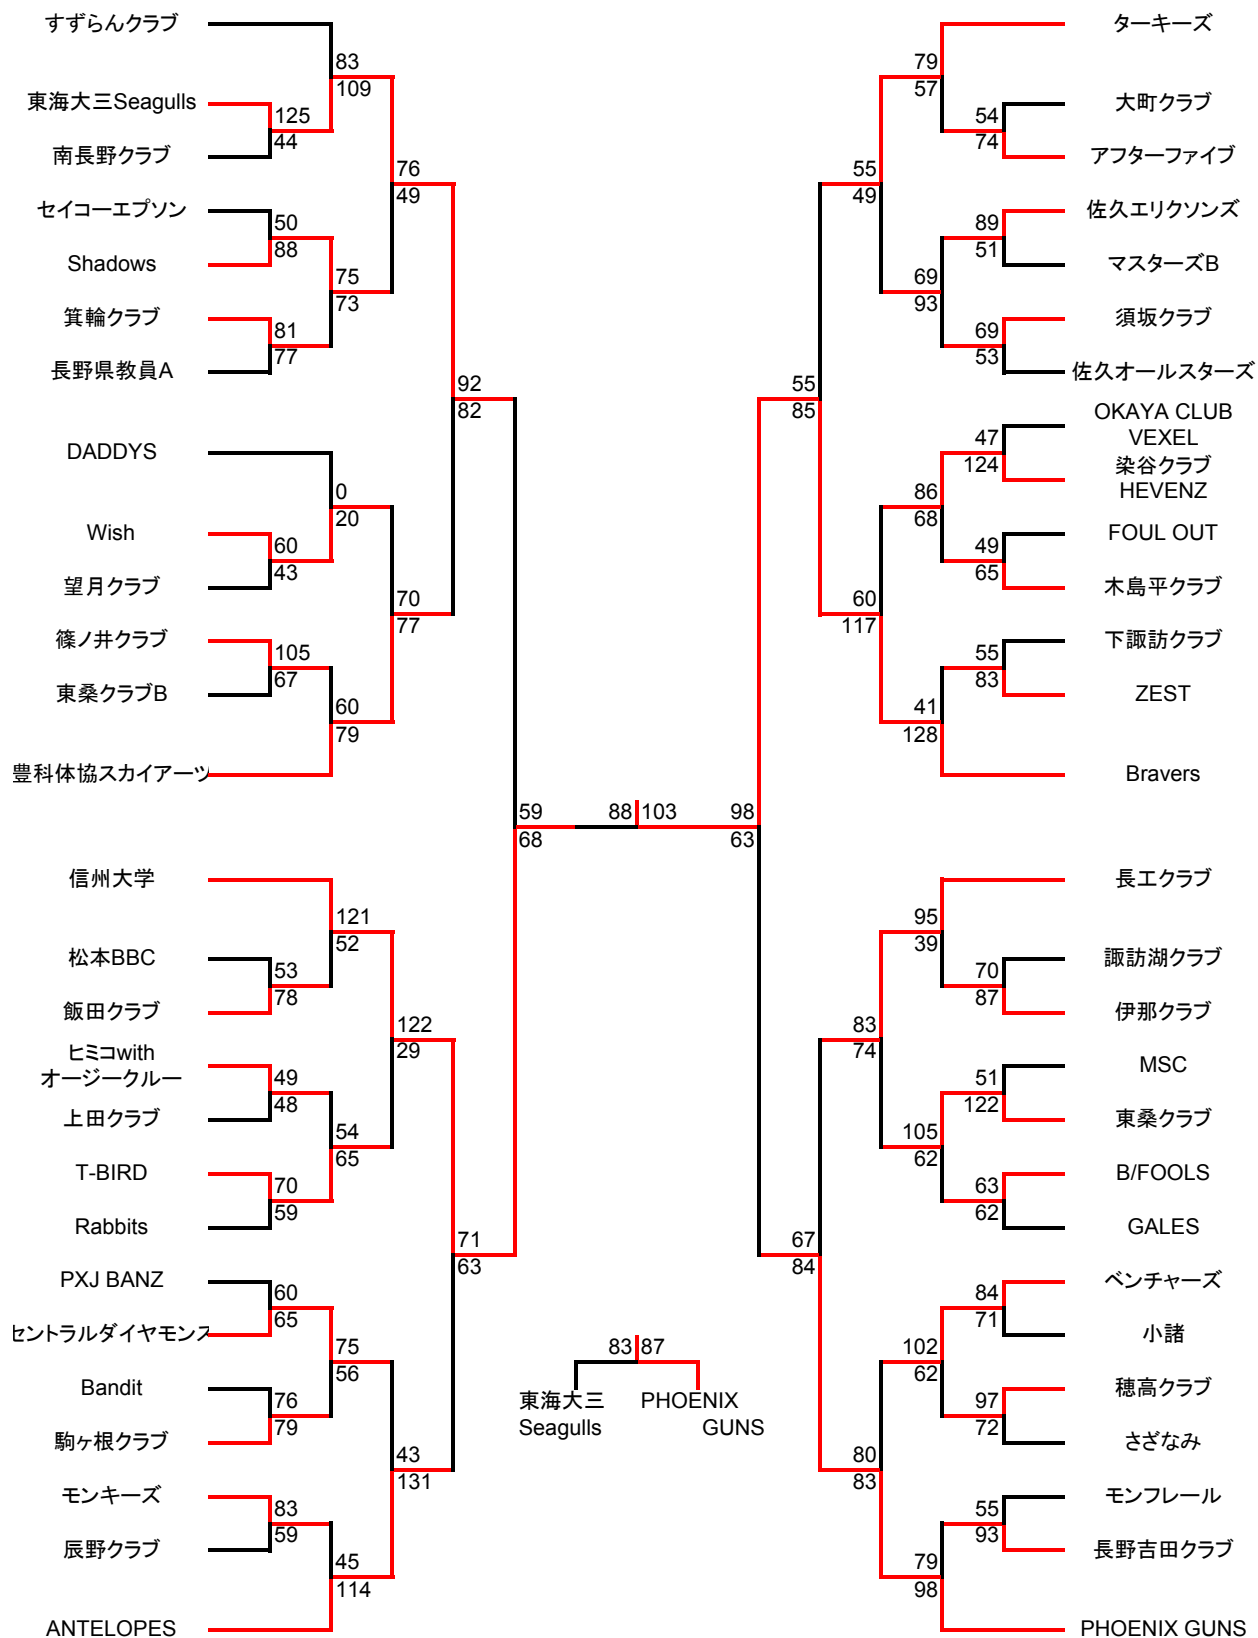 すずらんクラブ
83
109
東海大三Seagulls
125
44
南長野クラブ
76
49
セイコーエプソン
50
88
Shadows
75
73
箕輪クラブ
81
77
長野県教員A
92
82
DADDYS
0
20
Wish
60
43
望月クラブ
70
77
篠ノ井クラブ
105
67
東桑クラブB
60
79
豊科体協スカイアーツ
59
68
信州大学
121
52
松本BBC
53
78
飯田クラブ
122
29
ヒミコwith
オージークルー
49
48
上田クラブ
54
65
T-BIRD
70
59
Rabbits
71
63
PXJ BANZ
60
65
セントラルダイヤモンズ
75
56
Bandit
76
79
駒ヶ根クラブ
43
131
モンキーズ
83
59
辰野クラブ
45
114
ANTELOPES
88 103
83 87
東海大三
Seagulls
PHOENIX
GUNS
ターキーズ
79
57
大町クラブ
54
74
アフターファイブ
55
49
佐久エリクソンズ
89
51
マスターズB
69
93
須坂クラブ
69
53
佐久オールスターズ
55
85
OKAYA CLUB
VEXEL
47
124
染谷クラブ
HEVENZ
86
68
FOUL OUT
49
65
木島平クラブ
60
117
下諏訪クラブ
55
83
ZEST
41
128
Bravers
98
63
長工クラブ
95
39
諏訪湖クラブ
70
87
伊那クラブ
83
74
MSC
51
122
東桑クラブ
105
62
B/FOOLS
63
62
GALES
67
84
ベンチャーズ
84
71
小諸
102
62
穂高クラブ
97
72
さざなみ
80
83
モンフレール
55
93
長野吉田クラブ
79
98
PHOENIX GUNS